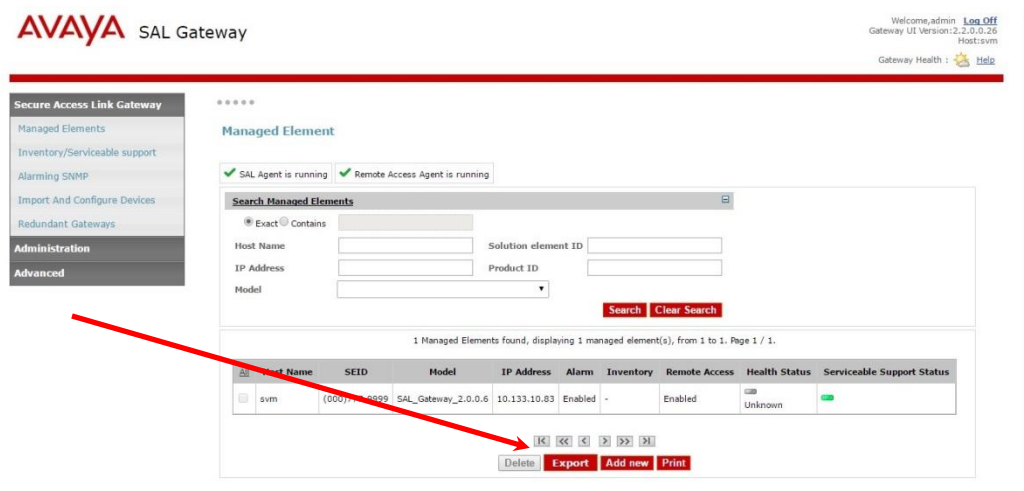 AVAYA SAL Gateway
Welcome,admin Log Off
Gateway UI Version:2.2.0.0.26
Host:svm
Gateway Health : Help
Secure Access Link Gateway
Managed Elements
Inventory/Serviceable support
Alarming SNMP
Import And Configure Devices
Redundant Gateways
Administration
Advanced
Managed Element
SAL Agent is running Remote Access Agent is running
Search Managed Elements
Exact Contains
Host Name Solution element ID
IP Address Product ID
Model
Search Clear Search
1 Managed Elements found, displaying 1 managed element(s), from 1 to 1. Page 1 / 1.
All Host Name SEID Model IP Address Alarm Inventory Remote Access Health Status Serviceable Support Status
svm SAL_Gateway_2.0.0.6 10.133.10.83 Enabled - Enabled Unknown
Delete Export Add new Print